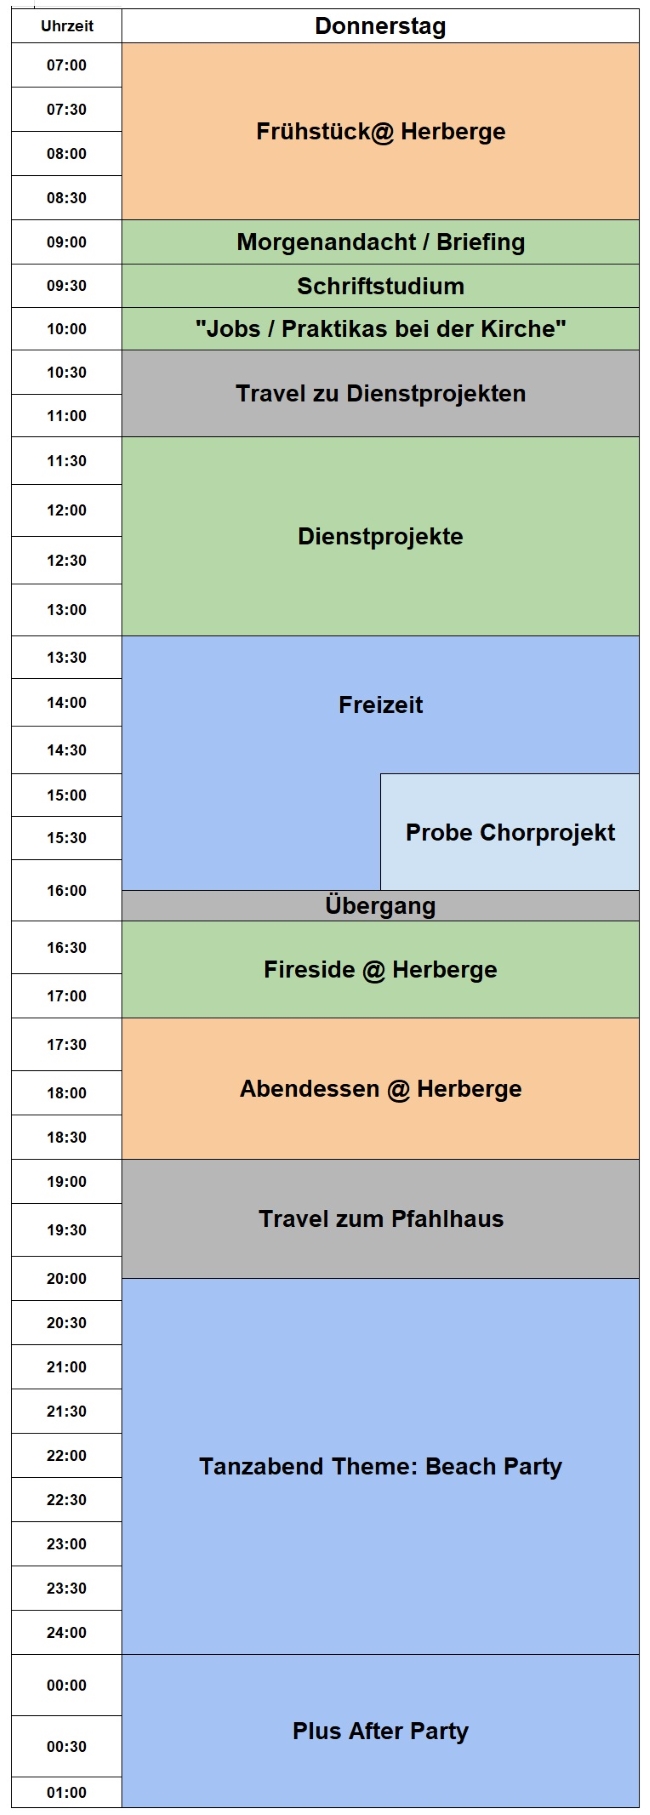 Uhrzeit Donnerstag
07:00
07:30
Frühstück@ Herberge
08:00
08:30
09:00 Morgenandacht / Briefing
09:30 Schriftstudium
10:00 "Jobs / Praktikas bei der Kirche"
10:30
Travel zu Dienstprojekten
11:00
11:30
12:00
Dienstprojekte
12:30
13:00
13:30
14:00 Freizeit
14:30
15:00
15:30 Probe Chorprojekt
16:00
Übergang
16:30
Fireside @ Herberge
17:00
17:30
18:00 Abendessen @ Herberge
18:30
19:00
19:30 Travel zum Pfahlhaus
20:00
20:30
21:00
21:30
22:00 Tanzabend Theme: Beach Party
22:30
23:00
23:30
24:00
00:00
Plus After Party
00:30
01:00